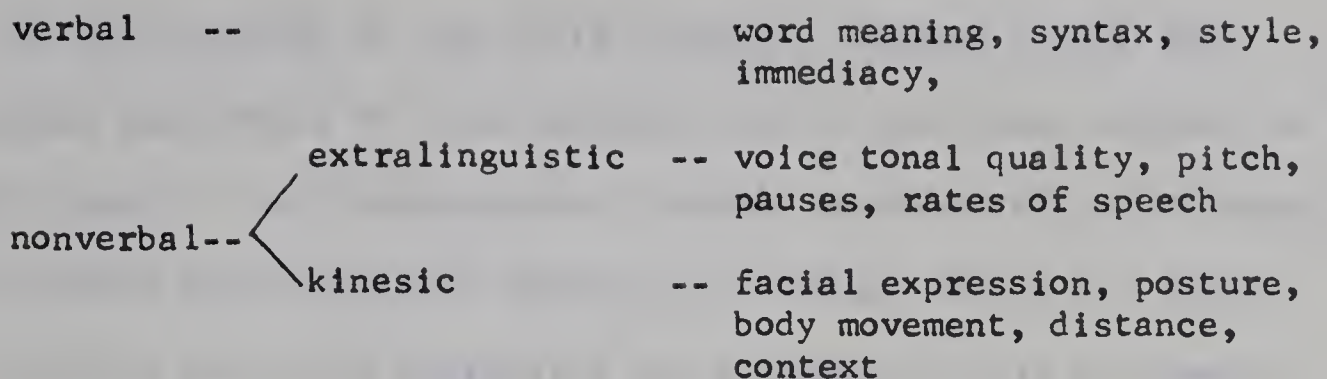 verbal -- word meaning, syntax, style,
immediacy,
extralinguistic -- voice tonal quality, pitch,
pauses, rates of speech
nonverbal--
kinesic -- facial expression, posture,
body movement, distance,
context